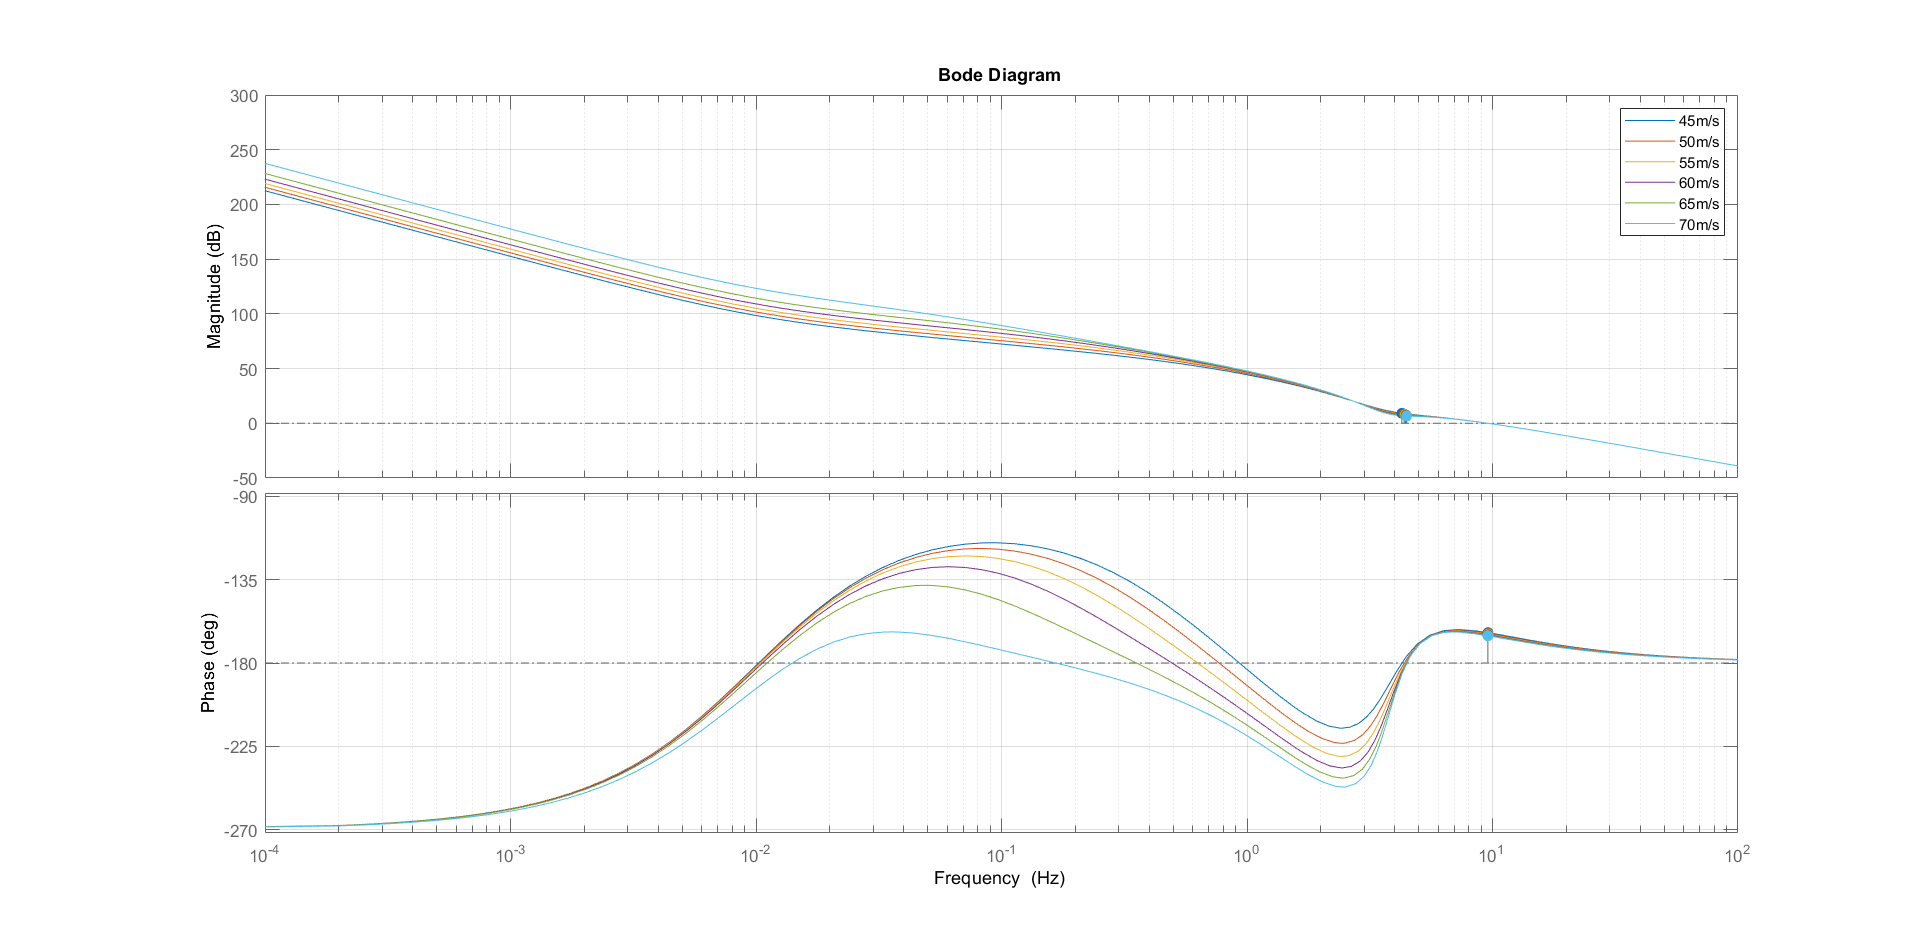 Bode Diagram
300
250
200
150
100
50
0
-50
Magnitude (dB)
45m/s
50m/s
55m/s
60m/s
65m/s
70m/s
-90
-135
-180
-225
-270
Phase (deg)
10^-4
10^-3
10^-2
10^-1
10^0
10^1
10^2
Frequency (Hz)